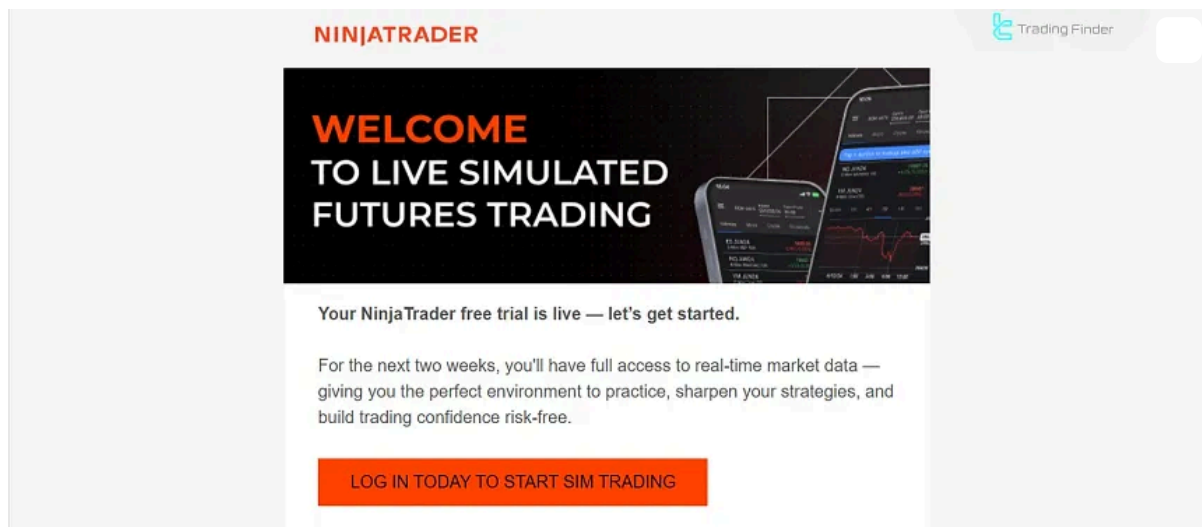 NINJATRADER
Trading Finder
WELCOME
TO LIVE SIMULATED
FUTURES TRADING
Your NinjaTrader free trial is live — let's get started.
For the next two weeks, you'll have full access to real-time market data —
giving you the perfect environment to practice, sharpen your strategies, and
build trading confidence risk-free.
LOG IN TODAY TO START SIM TRADING